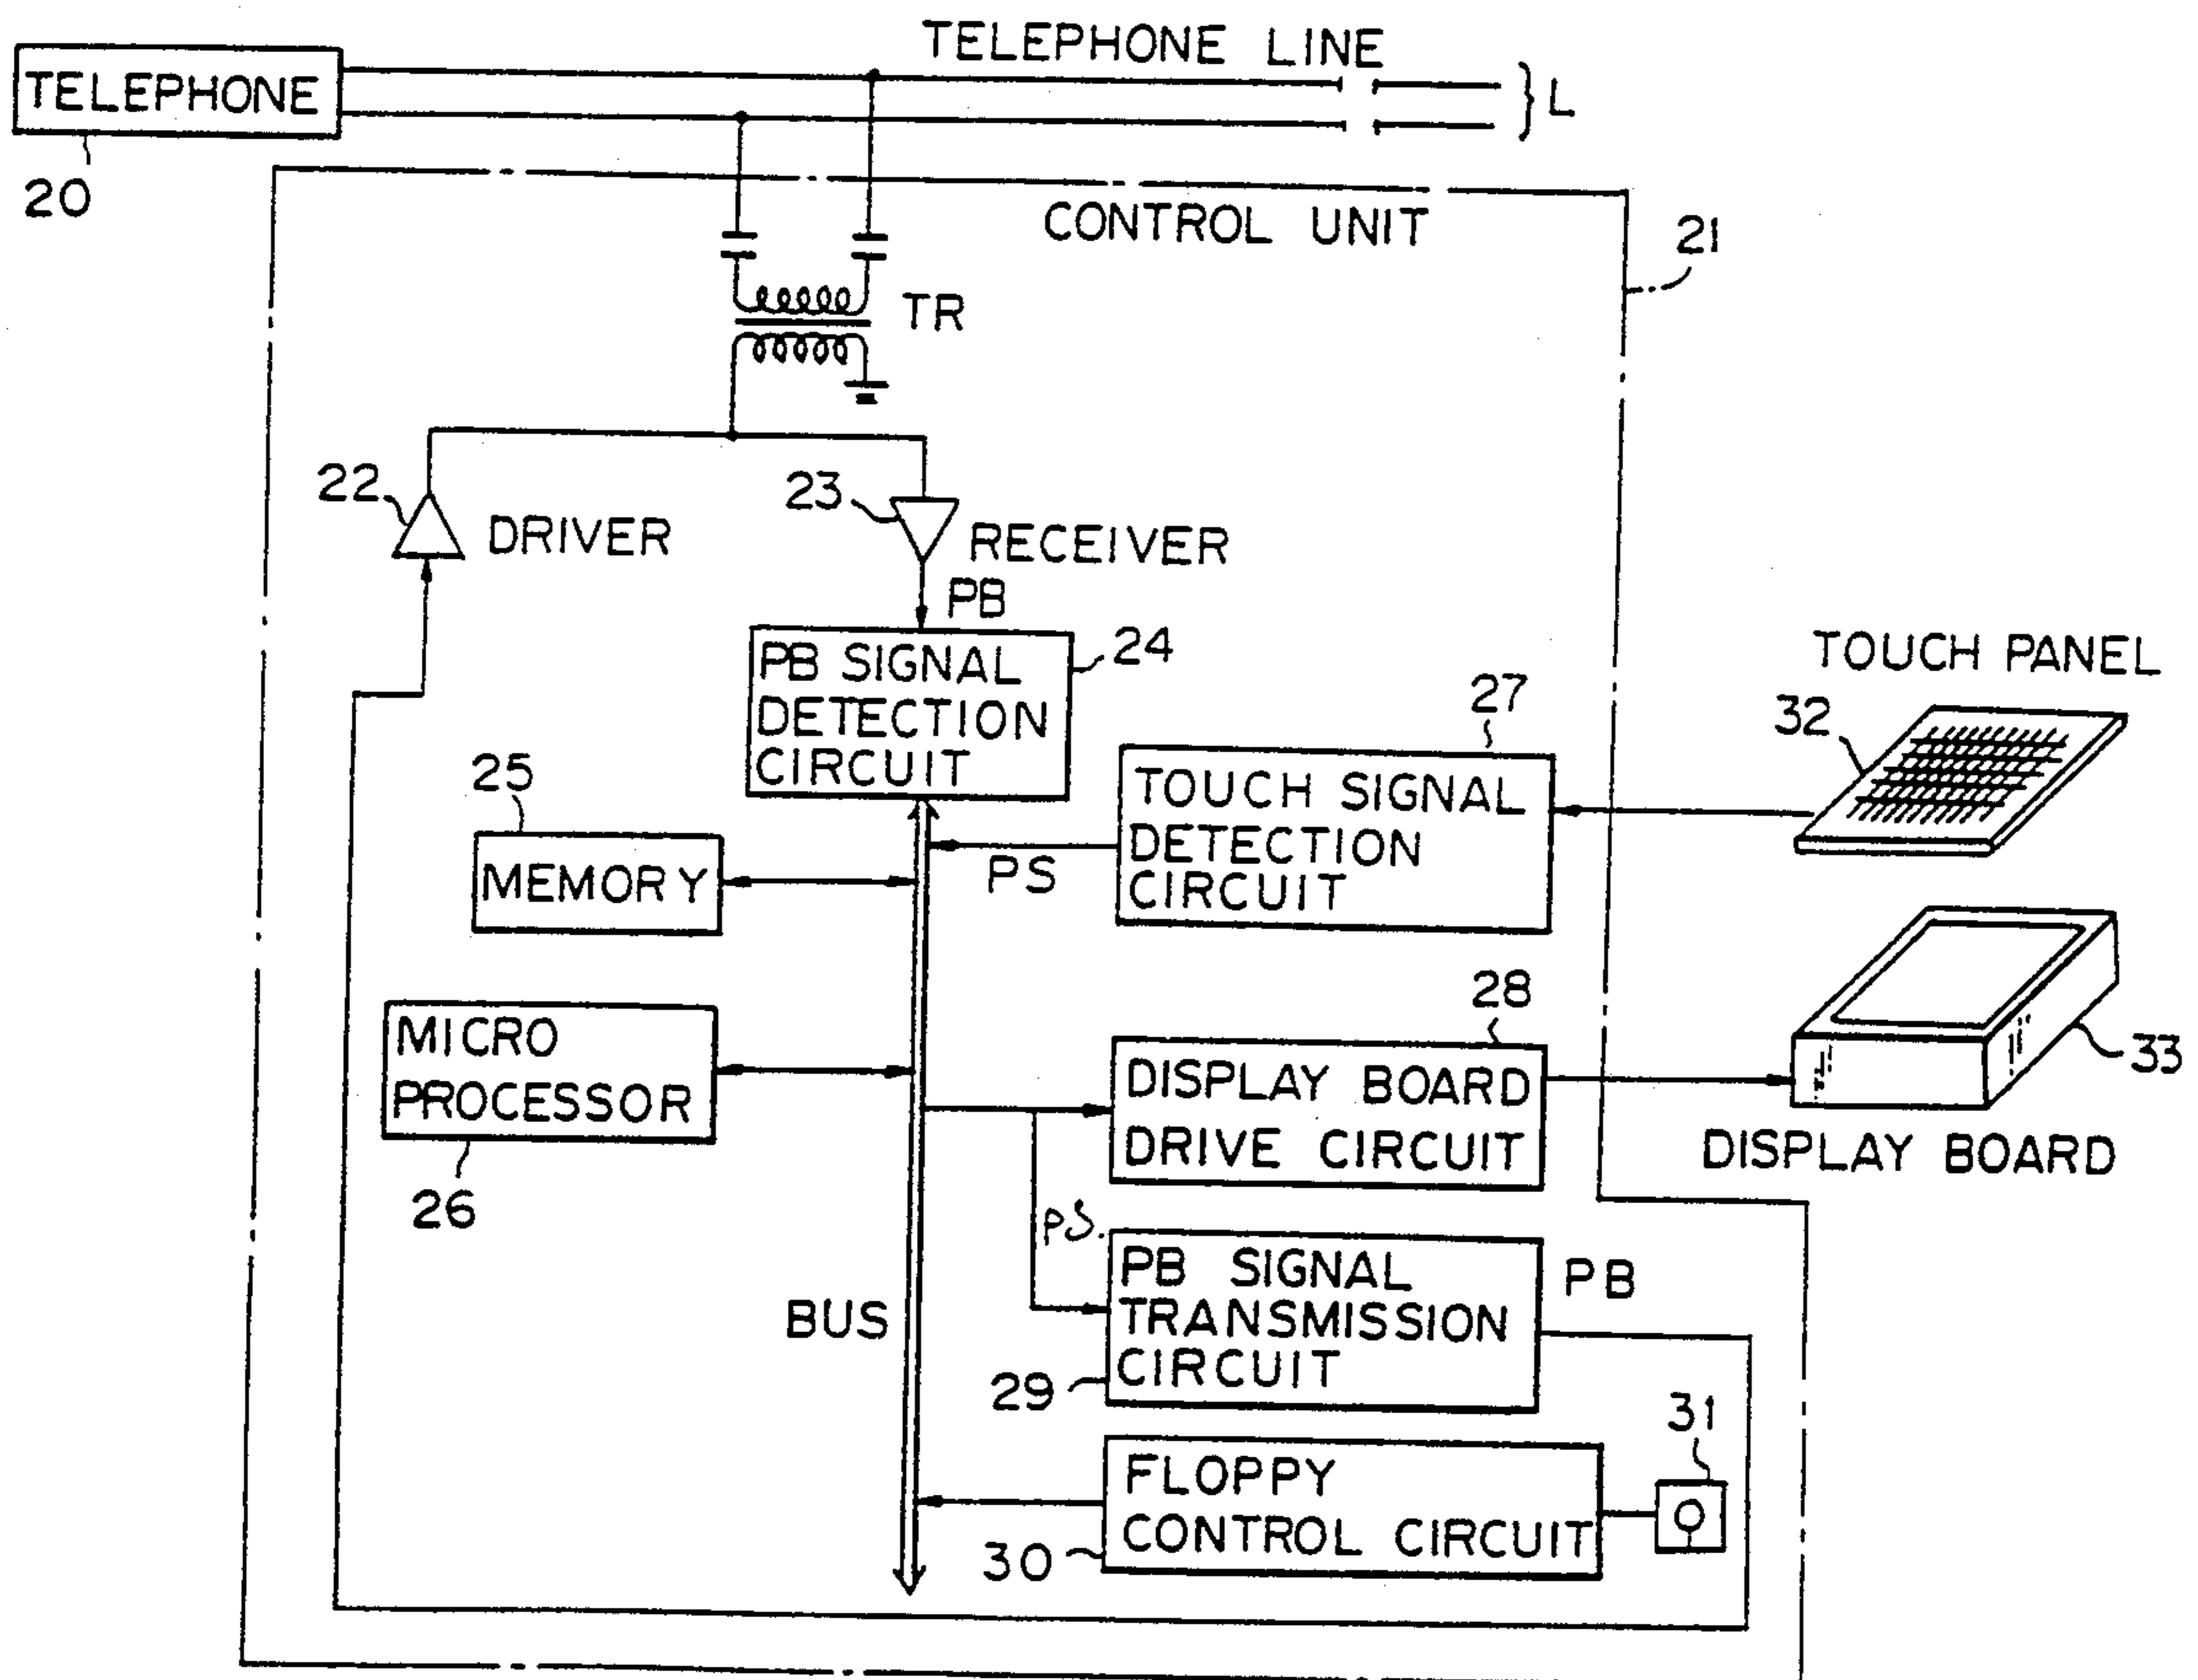 TELEPHONE LINE
TELEPHONE
L
20
CONTROL UNIT
21
TR
22
DRIVER
23
RECEIVER
PB
PB SIGNAL
DETECTION
CIRCUIT
24
TOUCH PANEL
32
27
TOUCH SIGNAL
DETECTION
CIRCUIT
25
MEMORY
PS
28
MICRO
PROCESSOR
26
DISPLAY BOARD
DRIVE CIRCUIT
33
DISPLAY BOARD
PS.
PB SIGNAL
TRANSMISSION
CIRCUIT
PB
29
BUS
31
FLOPPY
CONTROL CIRCUIT
30